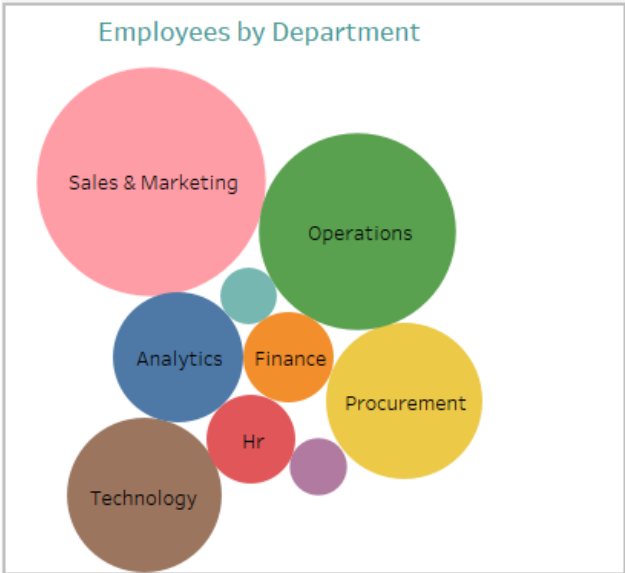 Employees by Department
Sales & Marketing
Operations
Analytics
Finance
Procurement
Hr
Technology